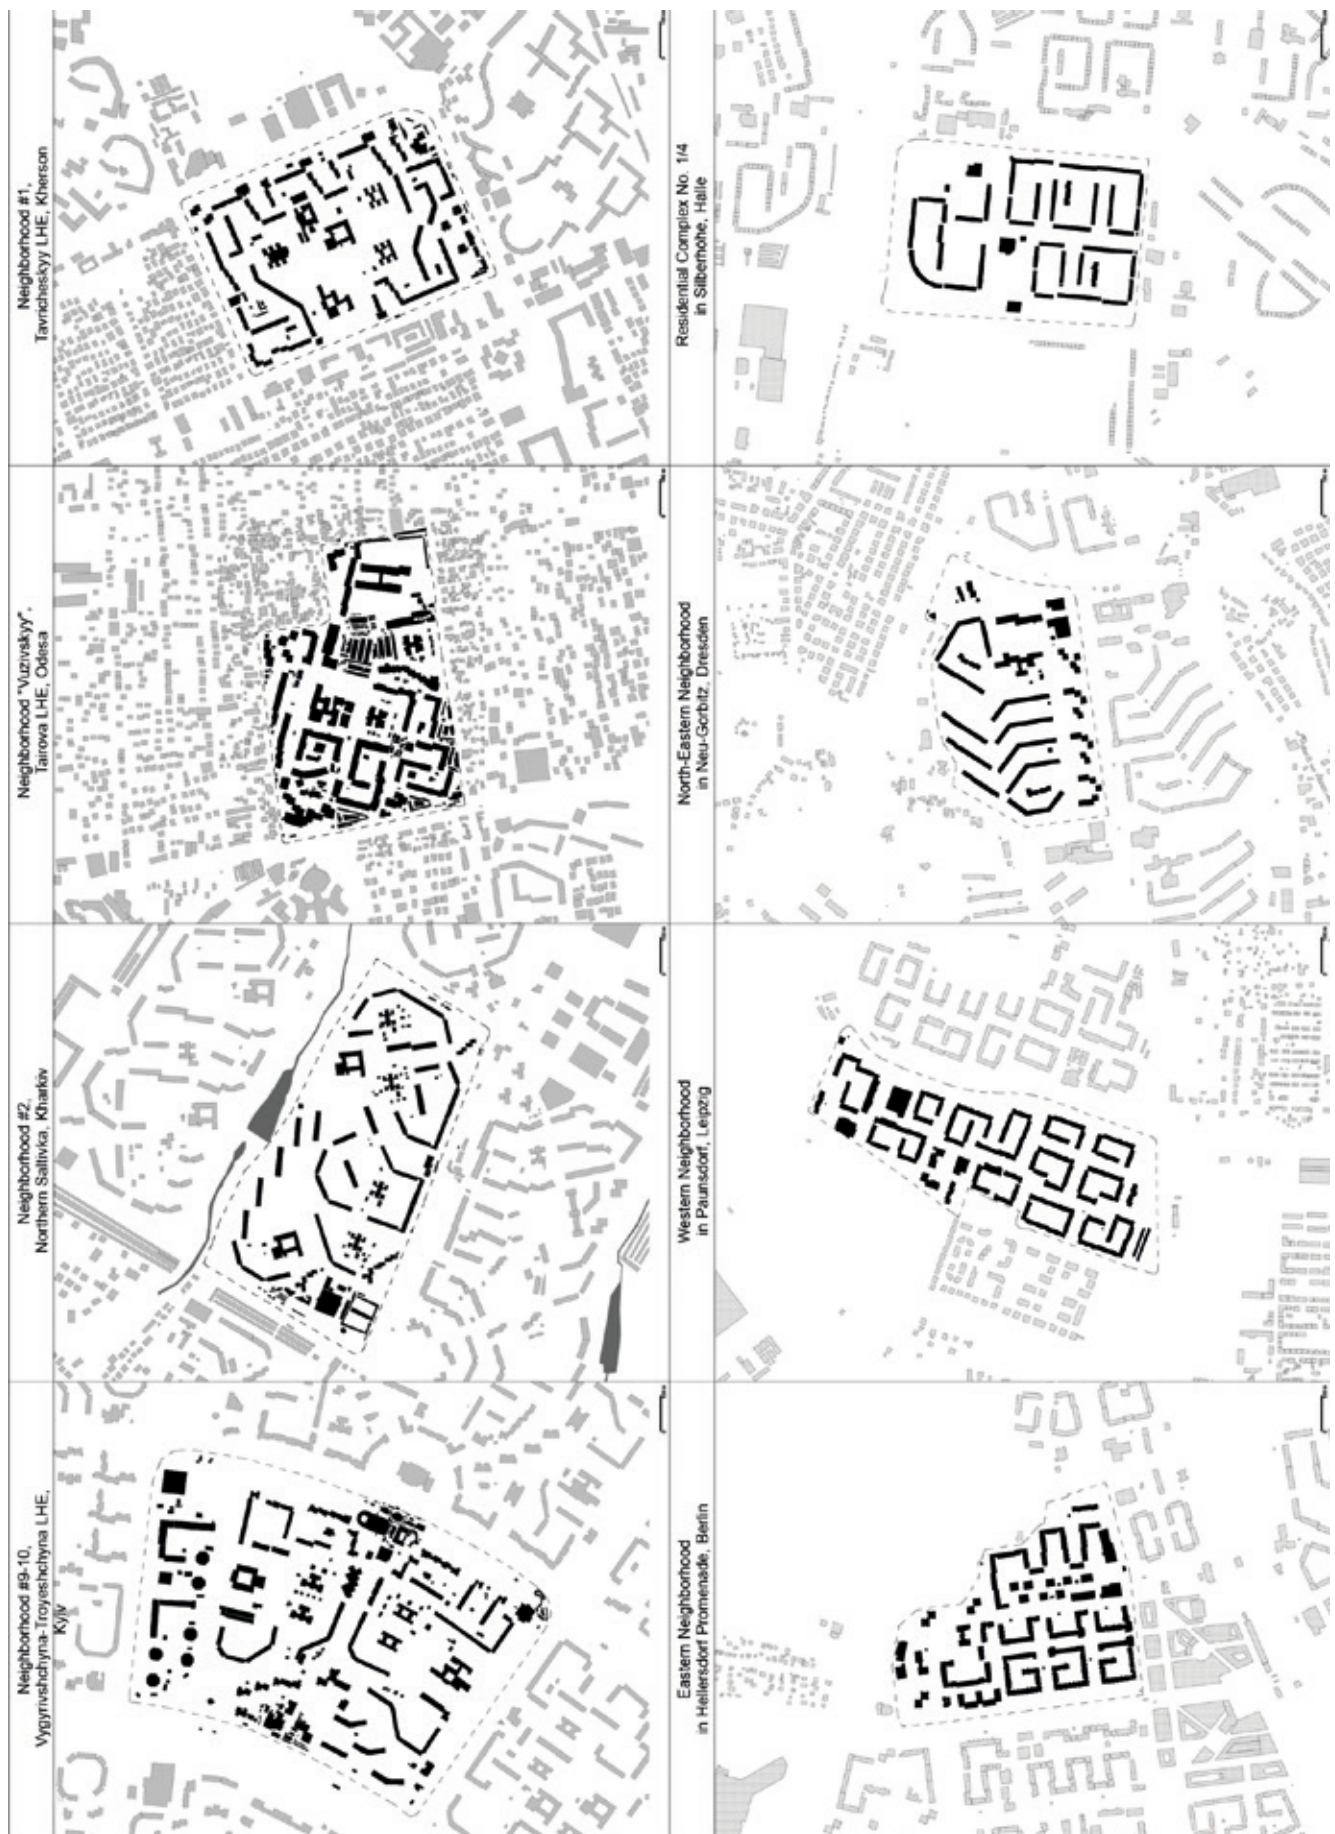 Neighborhood #9-10,
Vygyrivshchyna-Troyeshchyna LHE,
Kyiv
Neighborhood #2,
Northern Saltivka, Kharkiv
Neighborhood "Vuzivskyy",
Tairova LHE, Odesa
Neighborhood #1,
Tavricheskyy LHE, Kherson
Eastern Neighborhood
in Hellersdorf Promenade, Berlin
Western Neighborhood
in Paunsdorf, Leipzig
North-Eastern Neighborhood
in Neu-Gorbitz, Dresden
Residential Complex No. 1/4
in Silberhohe, Halle